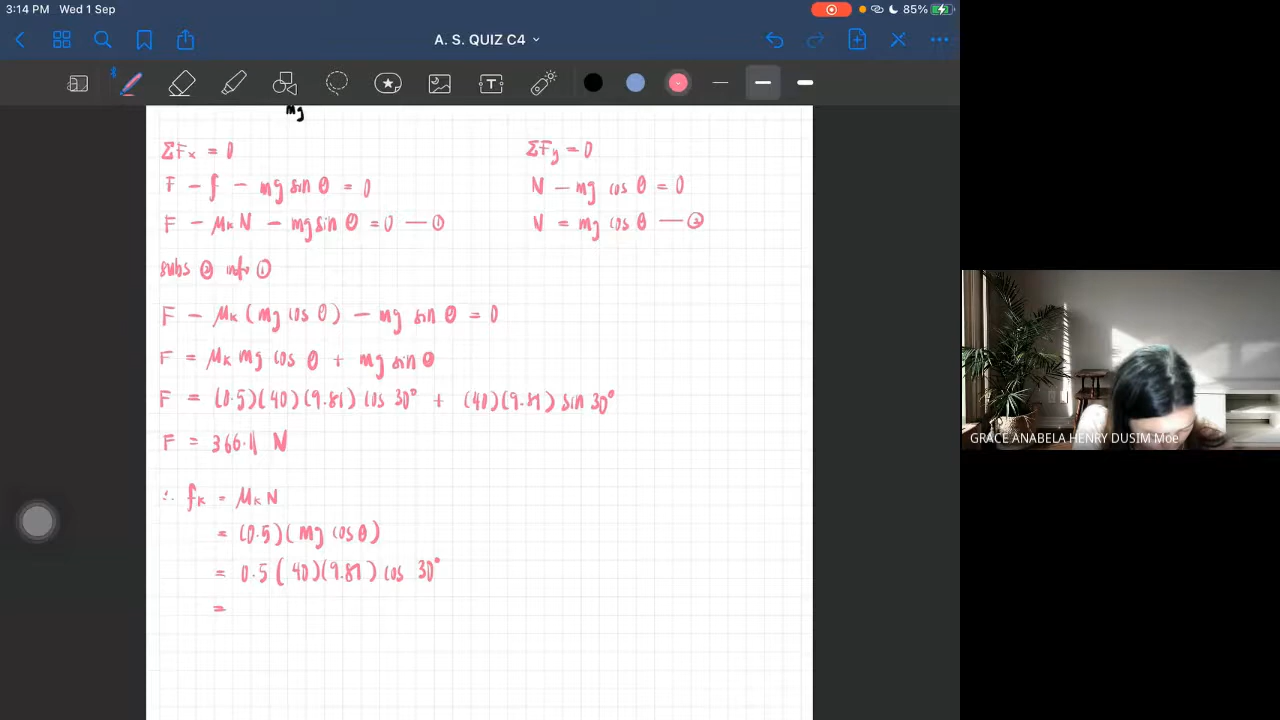 3:14 PM Wed 1 Sep
85%
A. S. QUIZ C4
mg
ΣFx = 0
F - f - mg sin θ = 0
F - μk N - mg sin θ = 0 — ①
ΣFy = 0
N - mg cos θ = 0
N = mg cos θ — ②
subs ② into ①
F - μk (mg cos θ) - mg sin θ = 0
F = μk mg cos θ + mg sin θ
F = (0.5)(40)(9.81) cos 30° + (40)(9.81) sin 30°
F = 366.1 N
∴ fk = μk N
= (0.5)(mg cos θ)
= 0.5 (40)(9.81) cos 30°
=
GRACE ANABELA HENRY DUSIM Moe